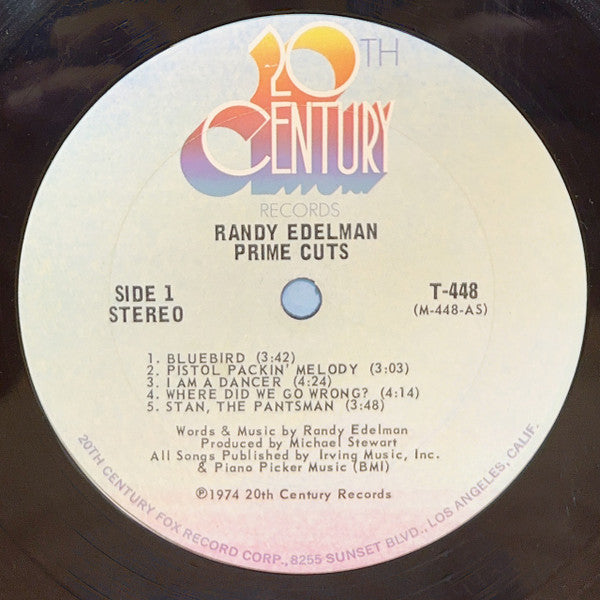 20TH
CENTURY
RECORDS
RANDY EDELMAN
PRIME CUTS
SIDE 1
STEREO
T-448
(M-448-AS)
1. BLUEBIRD (3:42)
2. PISTOL PACKIN' MELODY (3:03)
3. I AM A DANCER (4:24)
4. WHERE DID WE GO WRONG? (4:14)
5. STAN, THE PANTSMAN (3:48)
Words & Music by Randy Edelman
Produced by Michael Stewart
All Songs Published by Irving Music, Inc.
& Piano Picker Music (BMI)
℗1974 20th Century Records
20TH CENTURY FOX RECORD CORP., 8255 SUNSET BLVD., LOS ANGELES, CALIF.